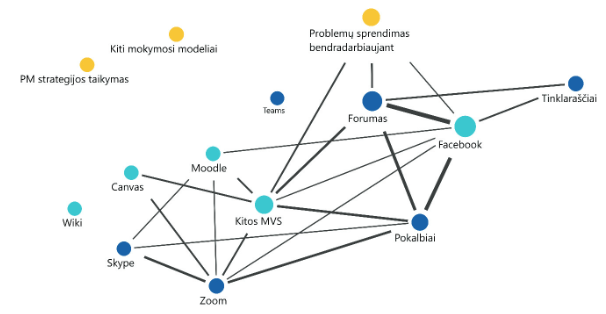 Problemų sprendimas
bendradarbiaujant
Kiti mokymosi modeliai
PM strategijos taikymas
Teams
Forumas
Tinklaraščiai
Facebook
Moodle
Canvas
Wiki
Kitos MVS
Pokalbiai
Skype
Zoom